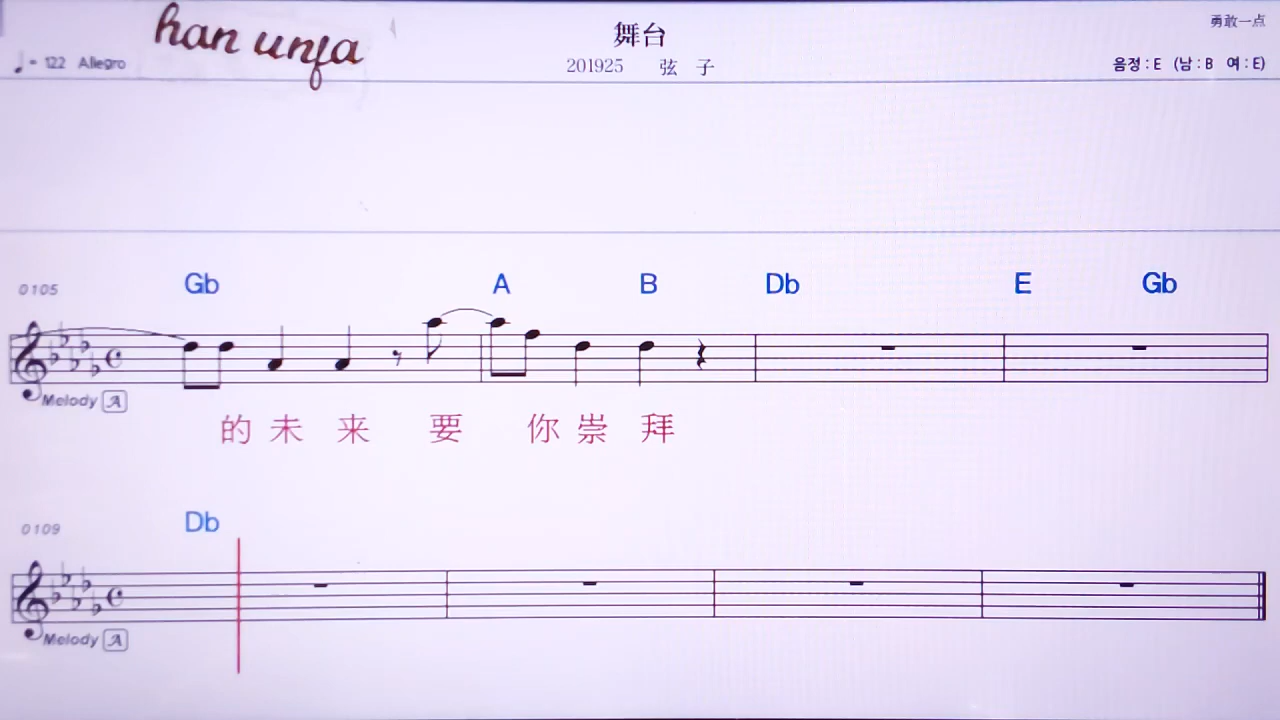 han unfa
舞台
勇敢一点
♩= 122 Allegro
201925 弦 子
음정 : E (남 : B 여 : E)
Gb A B Db E Gb
0105
Melody A
的 未 来 要 你 崇 拜
Db
0109
Melody A